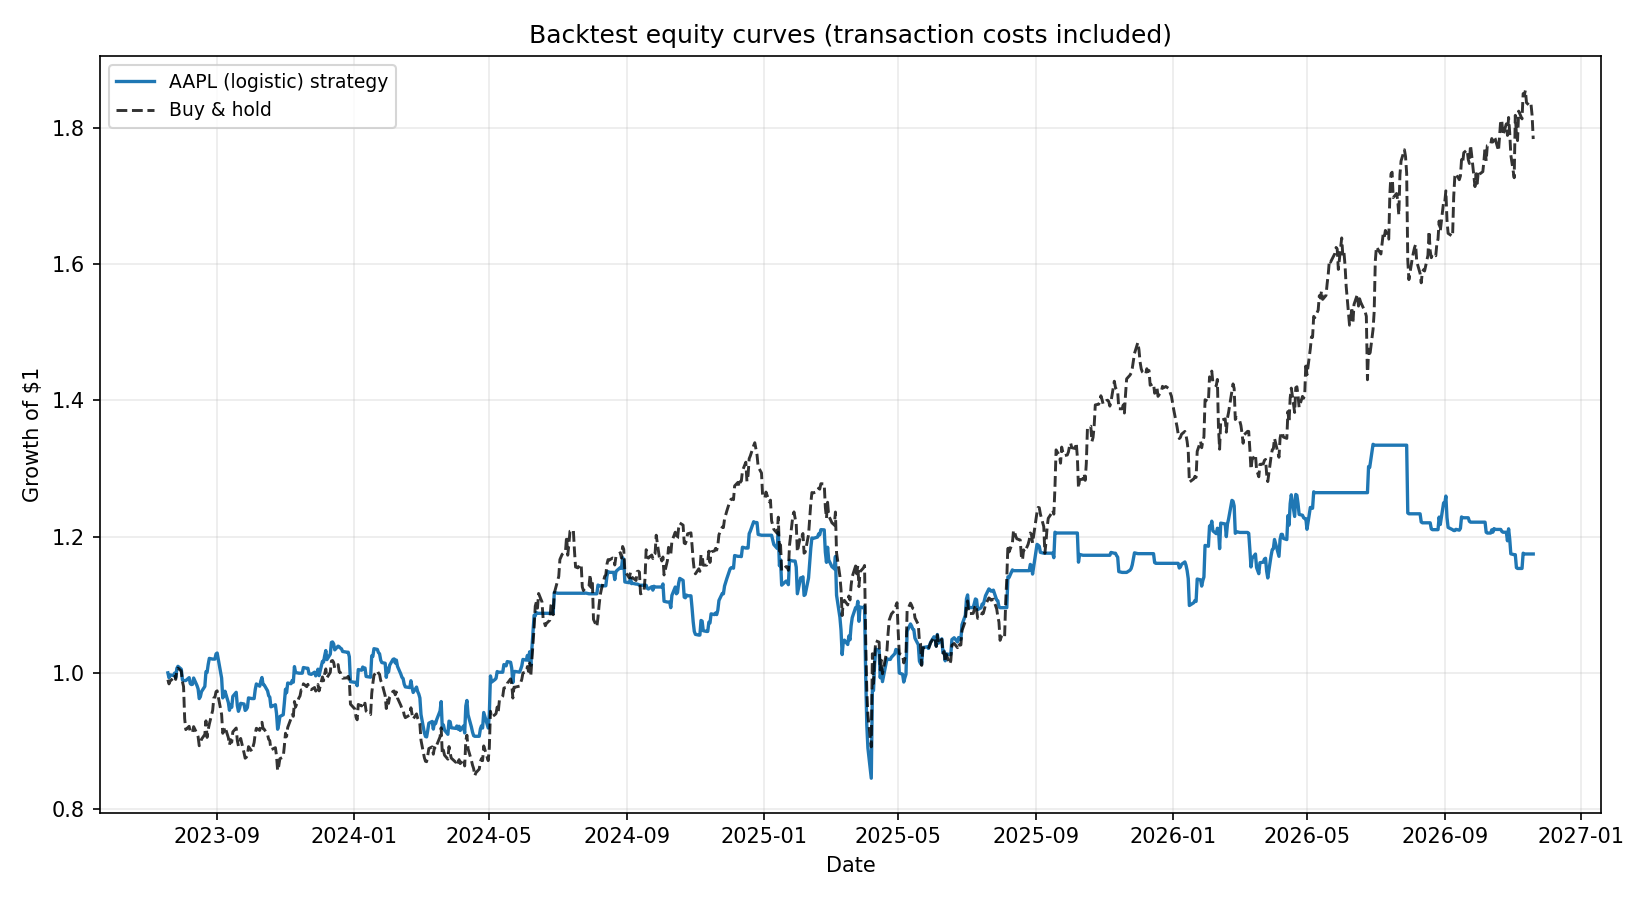 Backtest equity curves (transaction costs included)
AAPL (logistic) strategy
Buy & hold
Growth of $1
1.8
1.6
1.4
1.2
1.0
0.8
2023-09 2024-01 2024-05 2024-09 2025-01 2025-05 2025-09 2026-01 2026-05 2026-09 2027-01
Date